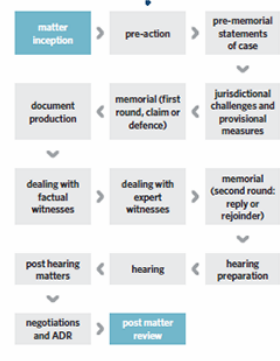 matter
inception
pre-action
pre-memorial
statements
of case
jurisdictional
challenges and
provisional
measures
memorial (first
round, claim or
defence)
document
production
dealing with
factual
witnesses
dealing with
expert
witnesses
memorial
(second round:
reply or
rejoinder)
hearing
preparation
hearing
post hearing
matters
negotiations
and ADR
post matter
review